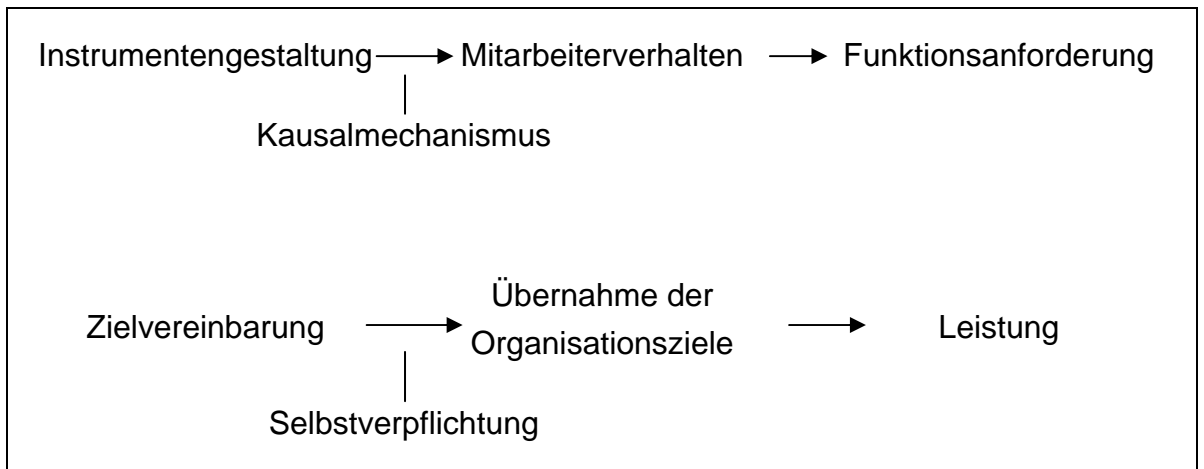 Instrumentengestaltung Mitarbeiterverhalten Funktionsanforderung
Kausalmechanismus
Zielvereinbarung Übernahme der Organisationsziele Leistung
Selbstverpflichtung